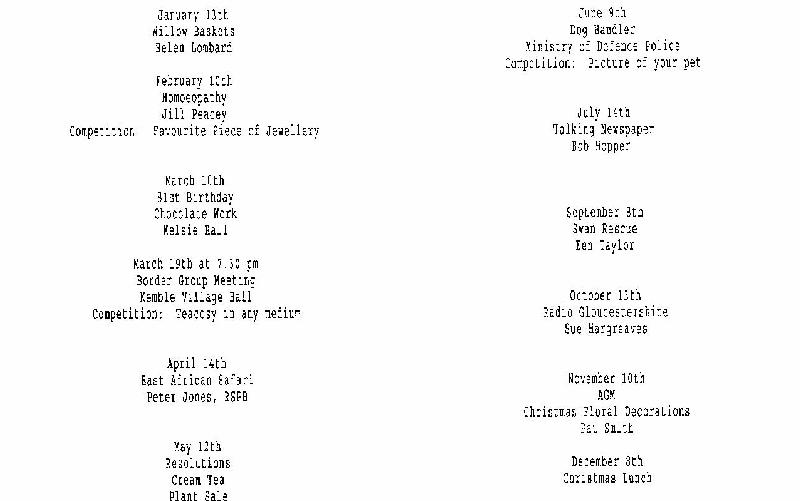 January 13th
Willow Baskets
Helen Lombard
February 10th
Homoeopathy
Jill Peacey
Competition Favourite Piece of Jewellery
March 10th
81st Birthday
Chocolate Work
Kelsie Ball
March 19th at 7.30 pm
Border Group Meeting
Kemble Village Hall
Competition: Teacosy in any medium
April 14th
East African Safari
Peter Jones, RSPB
May 12th
Resolutions
Cream Tea
Plant Sale
June 9th
Dog Handler
Ministry of Defence Police
Competition: Picture of your pet
July 14th
Talking Newspaper
Bob Hopper
September 8th
Swan Rescue
Ken Taylor
October 13th
Radio Gloucestershire
Sue Hargreaves
November 10th
AGM
Christmas Floral Decorations
Pat Smith
December 8th
Christmas Lunch